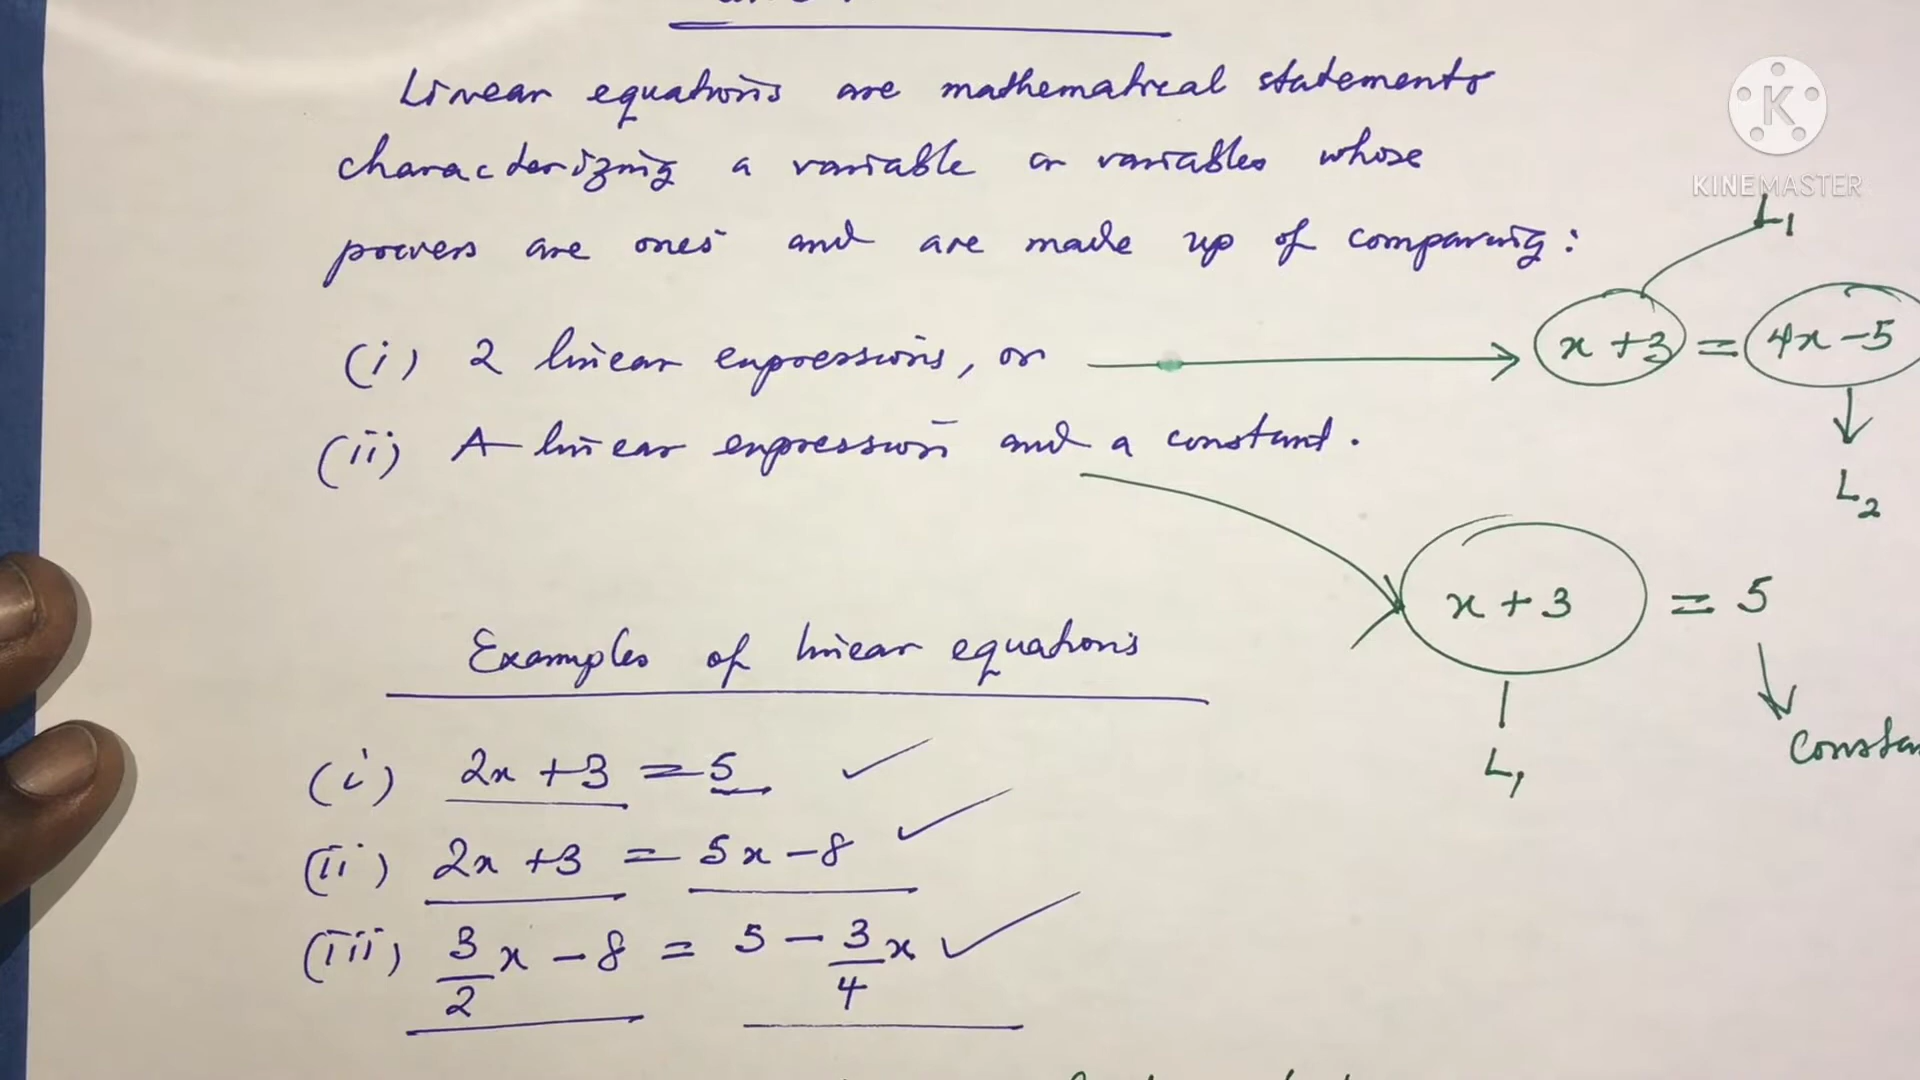 Linear equations are mathematical statements
characterizing a variable or variables whose
powers are ones and are made up of comparing:
(i) 2 linear expressions, or
(ii) A linear expression and a constant.
KINEMASTER
L₁
x + 3 = 4x - 5
L₂
x + 3 = 5
L₁
Constan
Examples of linear equations
(i) 2x + 3 = 5
(ii) 2x + 3 = 5x - 8
(iii) 3/2 x - 8 = 5 - 3/4 x